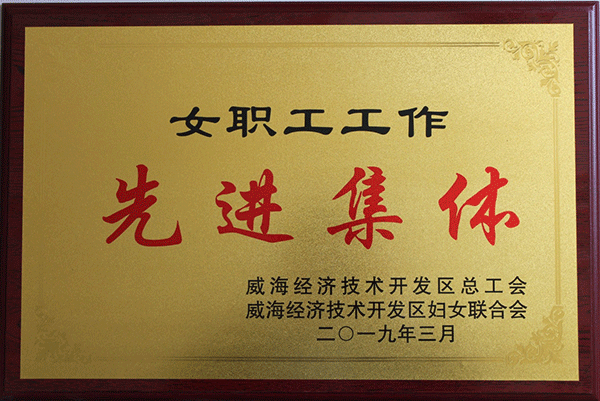 女职工工作
先进集体
威海经济技术开发区总工会
威海经济技术开发区妇女联合会
二〇一九年三月